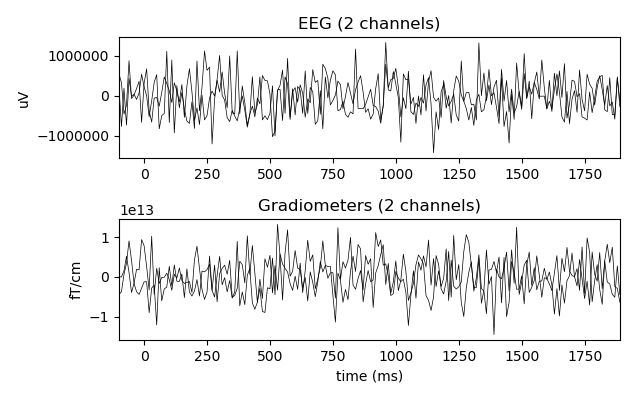 EEG (2 channels)
1000000
0
−1000000
uV
0 250 500 750 1000 1250 1500 1750
1e13
Gradiometers (2 channels)
1
0
−1
fT/cm
0 250 500 750 1000 1250 1500 1750
time (ms)